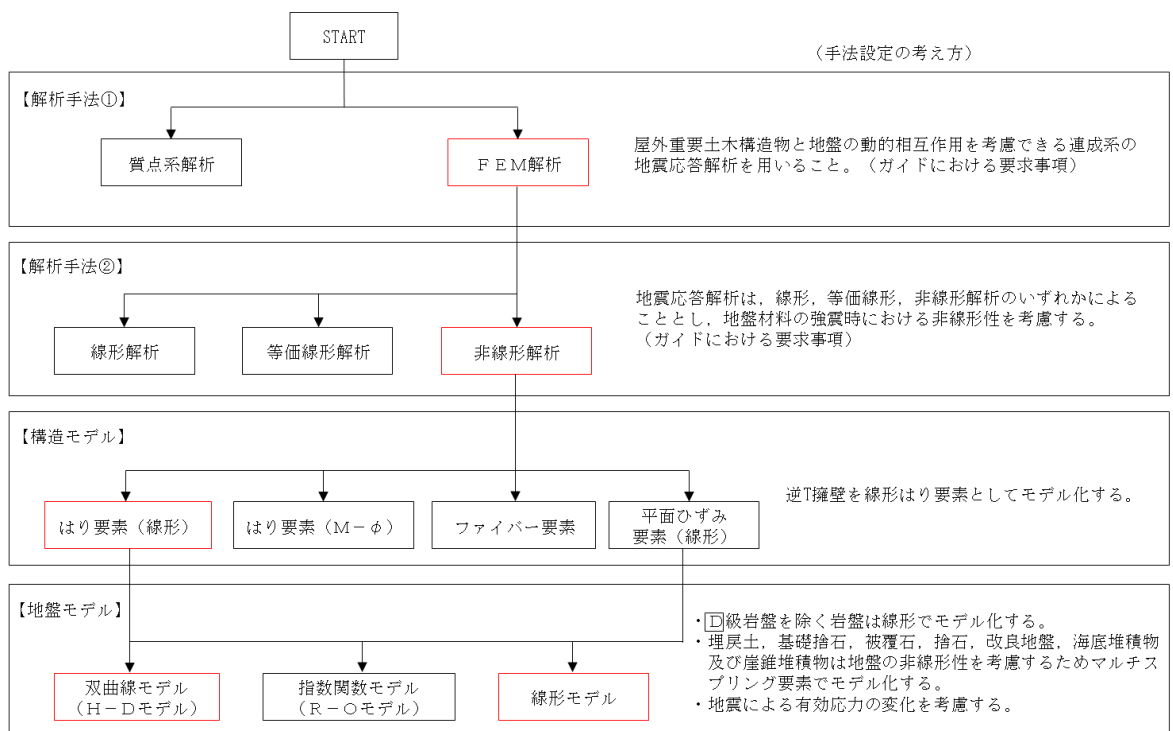 START
(手法設定の考え方)
【解析手法①】
質点系解析
ＦＥＭ解析
屋外重要土木構造物と地盤の動的相互作用を考慮できる連成系の
地震応答解析を用いること。（ガイドにおける要求事項）
【解析手法②】
線形解析
等価線形解析
非線形解析
地震応答解析は，線形，等価線形，非線形解析のいずれかによる
こととし，地盤材料の強震時における非線形性を考慮する。
（ガイドにおける要求事項）
【構造モデル】
はり要素（線形）
はり要素（Ｍ－φ）
ファイバー要素
平面ひずみ
要素（線形）
逆T擁壁を線形はり要素としてモデル化する。
【地盤モデル】
双曲線モデル
（Ｈ－Ｄモデル）
指数関数モデル
（Ｒ－Ｏモデル）
線形モデル
・D級岩盤を除く岩盤は線形でモデル化する。
・埋戻土，基礎捨石，被覆石，捨石，改良地盤，海底堆積物
及び崖錐堆積物は地盤の非線形性を考慮するためマルチス
プリング要素でモデル化する。
・地震による有効応力の変化を考慮する。